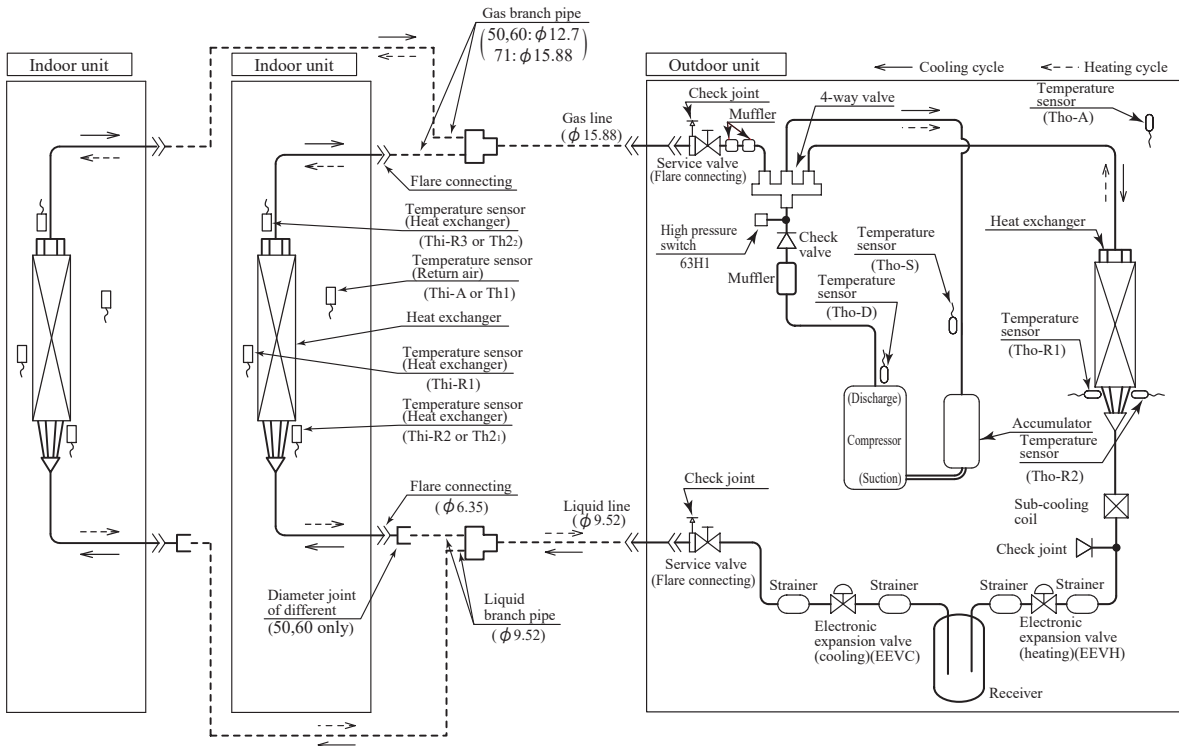 Indoor unit
Indoor unit
Gas branch pipe
(50,60: ϕ12.7
71: ϕ15.88)
Outdoor unit
Cooling cycle
Heating cycle
Check joint
Muffler
4-way valve
Temperature
sensor
(Tho-A)
Gas line
(ϕ15.88)
Service valve
(Flare connecting)
Flare connecting
Temperature sensor
(Heat exchanger)
(Thi-R3 or Th2₂)
Temperature sensor
(Return air)
(Thi-A or Th1)
Heat exchanger
Temperature sensor
(Heat exchanger)
(Thi-R1)
Temperature sensor
(Heat exchanger)
(Thi-R2 or Th2₁)
High pressure
switch
63H1
Check
valve
Muffler
Temperature
sensor
(Tho-S)
Temperature
sensor
(Tho-D)
Heat exchanger
Temperature
sensor
(Tho-R1)
(Discharge)
Compressor
(Suction)
Accumulator
Temperature
sensor
(Tho-R2)
Flare connecting
(ϕ6.35)
Liquid line
(ϕ9.52)
Check joint
Sub-cooling
coil
Check joint
Service valve
(Flare connecting)
Diameter joint
of different
(50,60 only)
Liquid
branch pipe
(ϕ9.52)
Strainer
Strainer
Strainer
Strainer
Electronic
expansion valve
(cooling)(EEVC)
Electronic
expansion valve
(heating)(EEVH)
Receiver